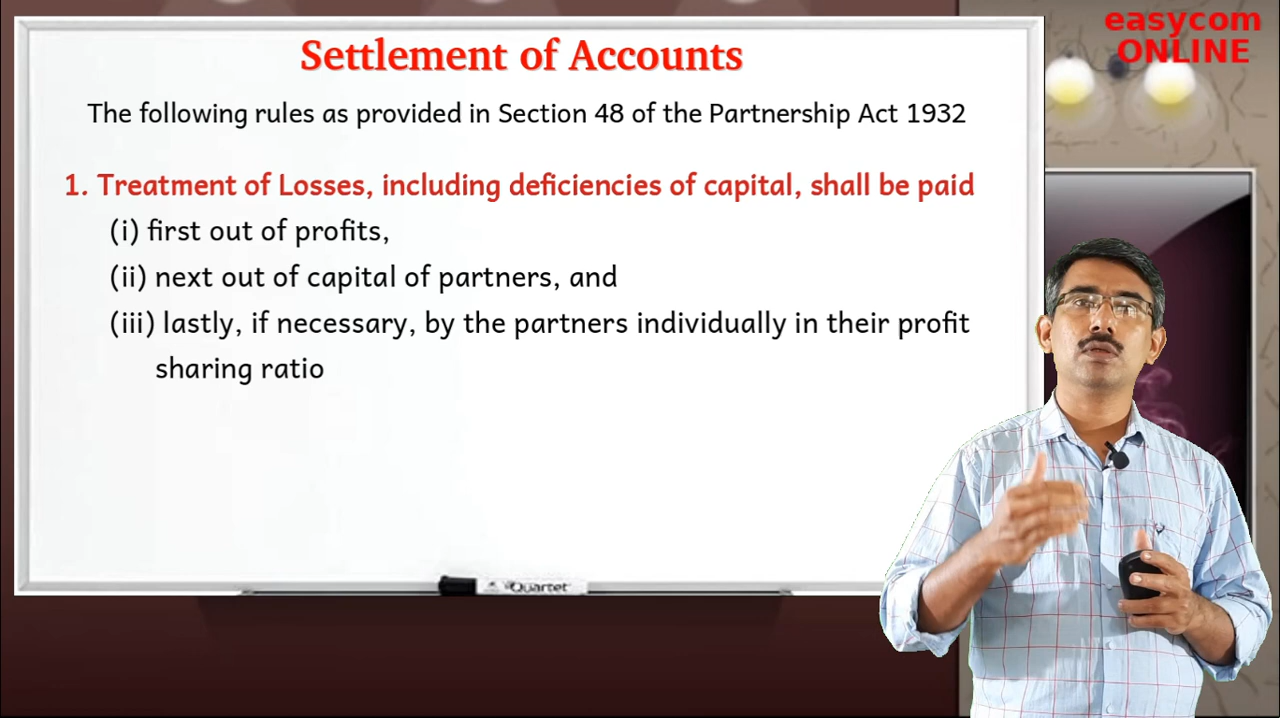 easycom
ONLINE
Settlement of Accounts
The following rules as provided in Section 48 of the Partnership Act 1932
1. Treatment of Losses, including deficiencies of capital, shall be paid
(i) first out of profits,
(ii) next out of capital of partners, and
(iii) lastly, if necessary, by the partners individually in their profit
sharing ratio
Quartet